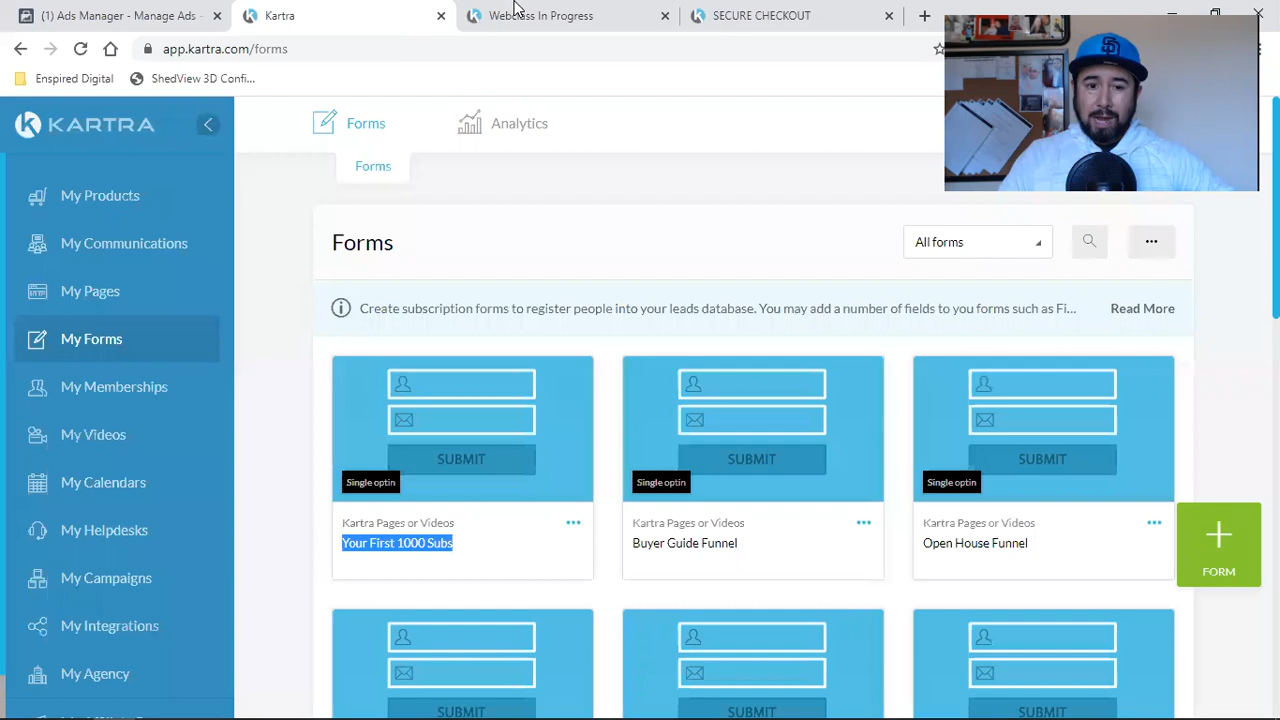 (1) Ads Manager - Manage Ads -
Kartra
SECURE CHECKOUT
app.kartra.com/forms
Enspired Digital
ShedView 3D Confi...
KARTRA
Forms
Analytics
Forms
My Products
My Communications
My Pages
My Forms
My Memberships
My Videos
My Calendars
My Helpdesks
My Campaigns
My Integrations
My Agency
Forms
All forms
Create subscription forms to register people into your leads database. You may add a number of fields to you forms such as Fi...
Read More
SUBMIT
Single optin
Kartra Pages or Videos
Your First 1000 Subs
SUBMIT
Single optin
Kartra Pages or Videos
Buyer Guide Funnel
SUBMIT
Single optin
Kartra Pages or Videos
Open House Funnel
FORM
SUBMIT
SUBMIT
SUBMIT